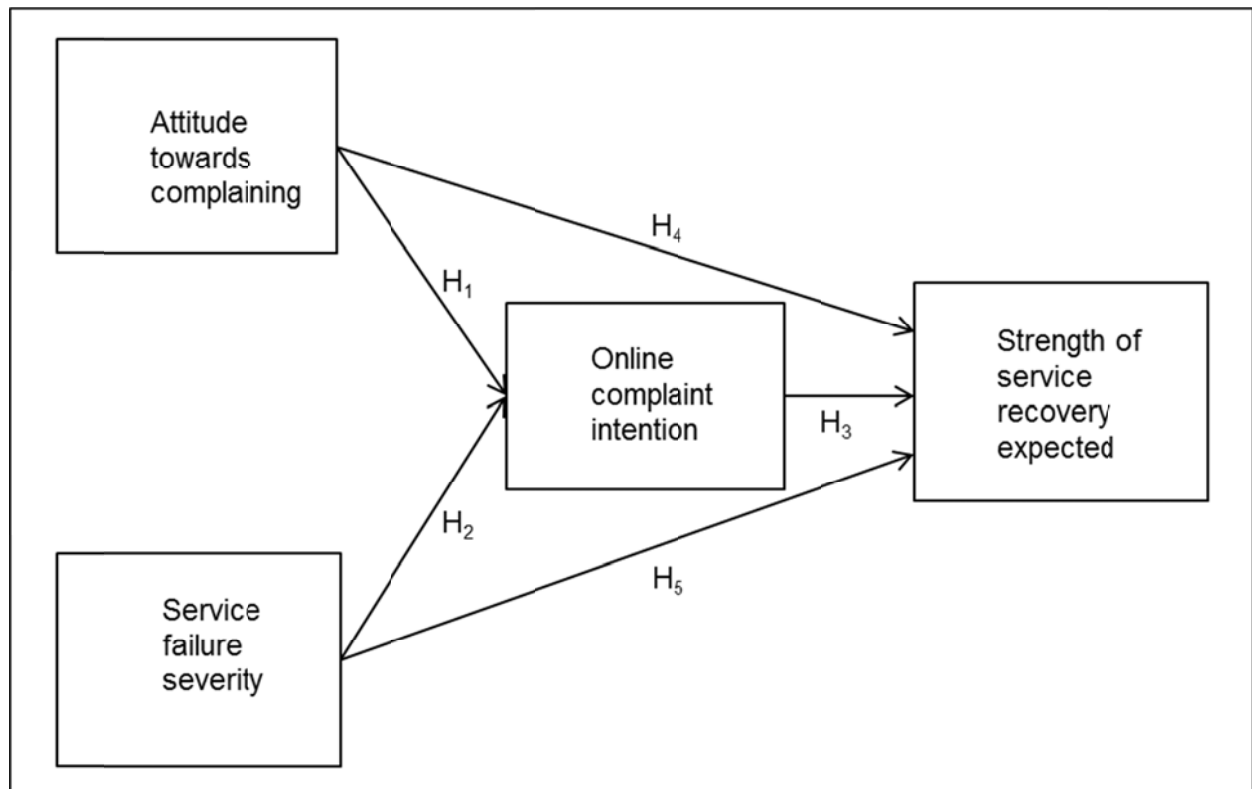 Attitude
towards
complaining
H₄
H₁
Online
complaint
intention
H₃
Strength of
service
recovery
expected
H₂
H₅
Service
failure
severity